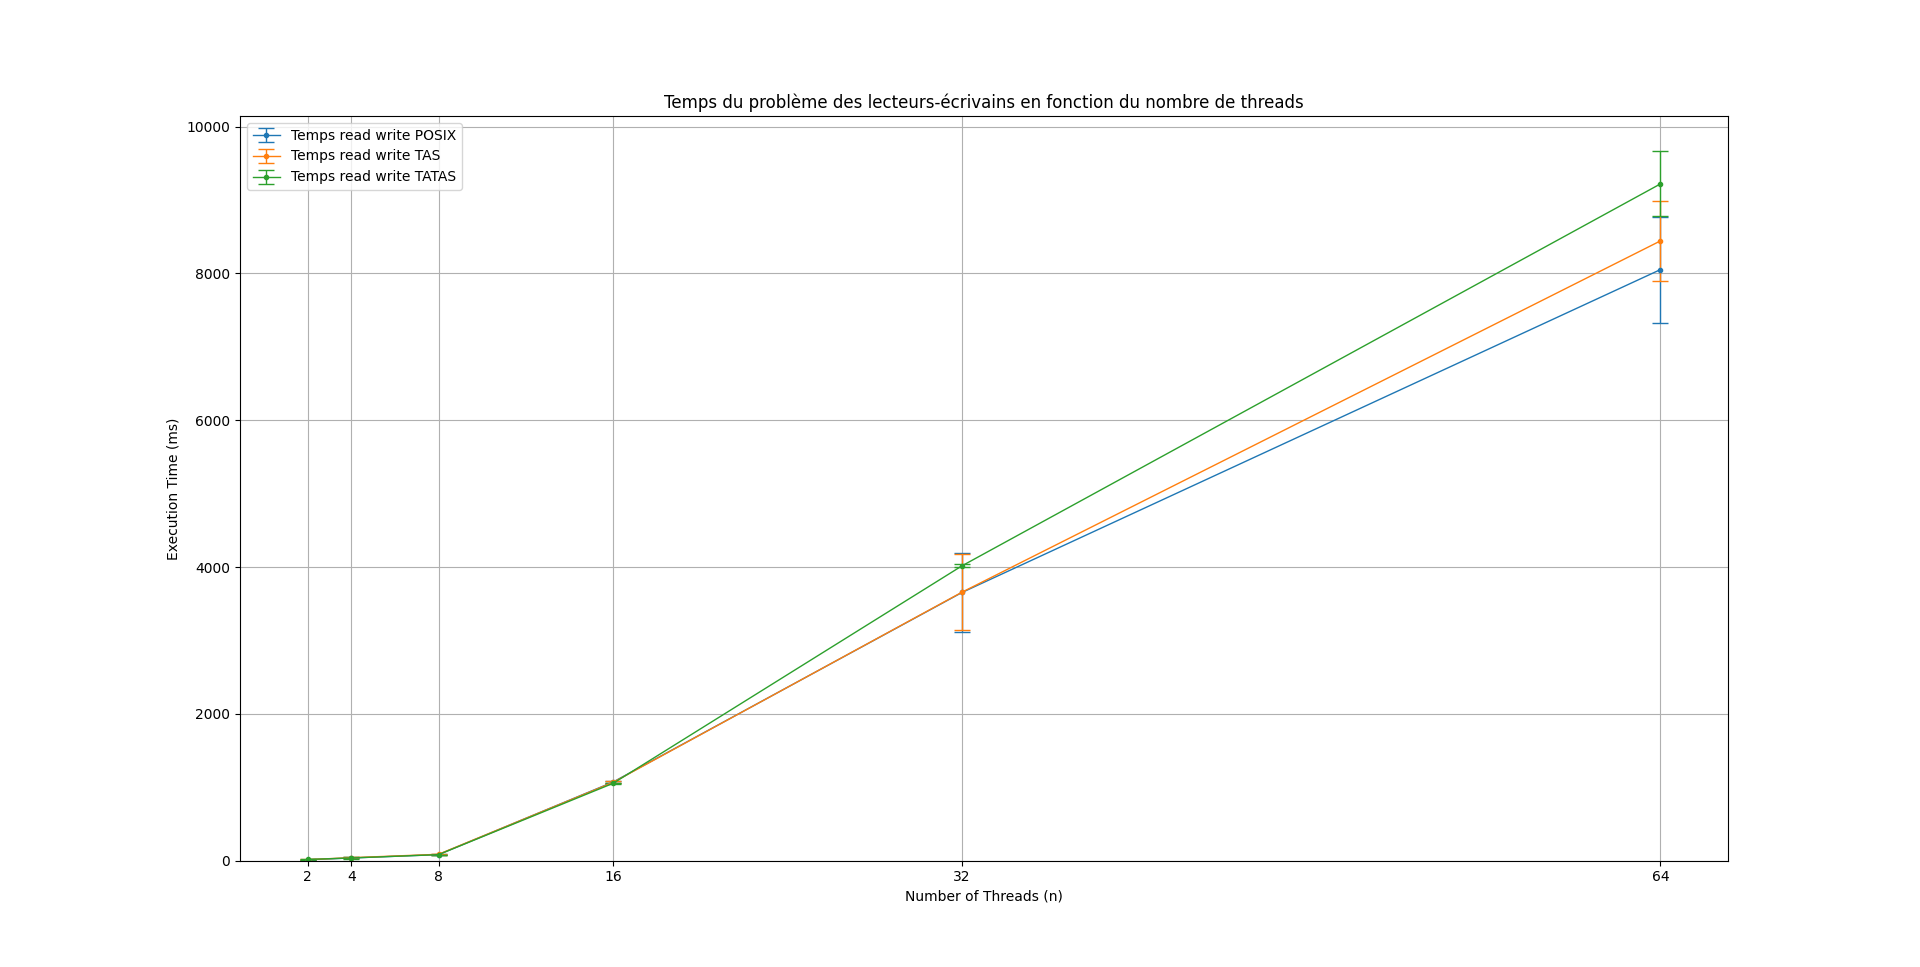 Temps du problème des lecteurs-écrivains en fonction du nombre de threads
Temps read write POSIX
Temps read write TAS
Temps read write TATAS
10000
8000
6000
4000
2000
0
Execution Time (ms)
2 4 8 16 32 64
Number of Threads (n)